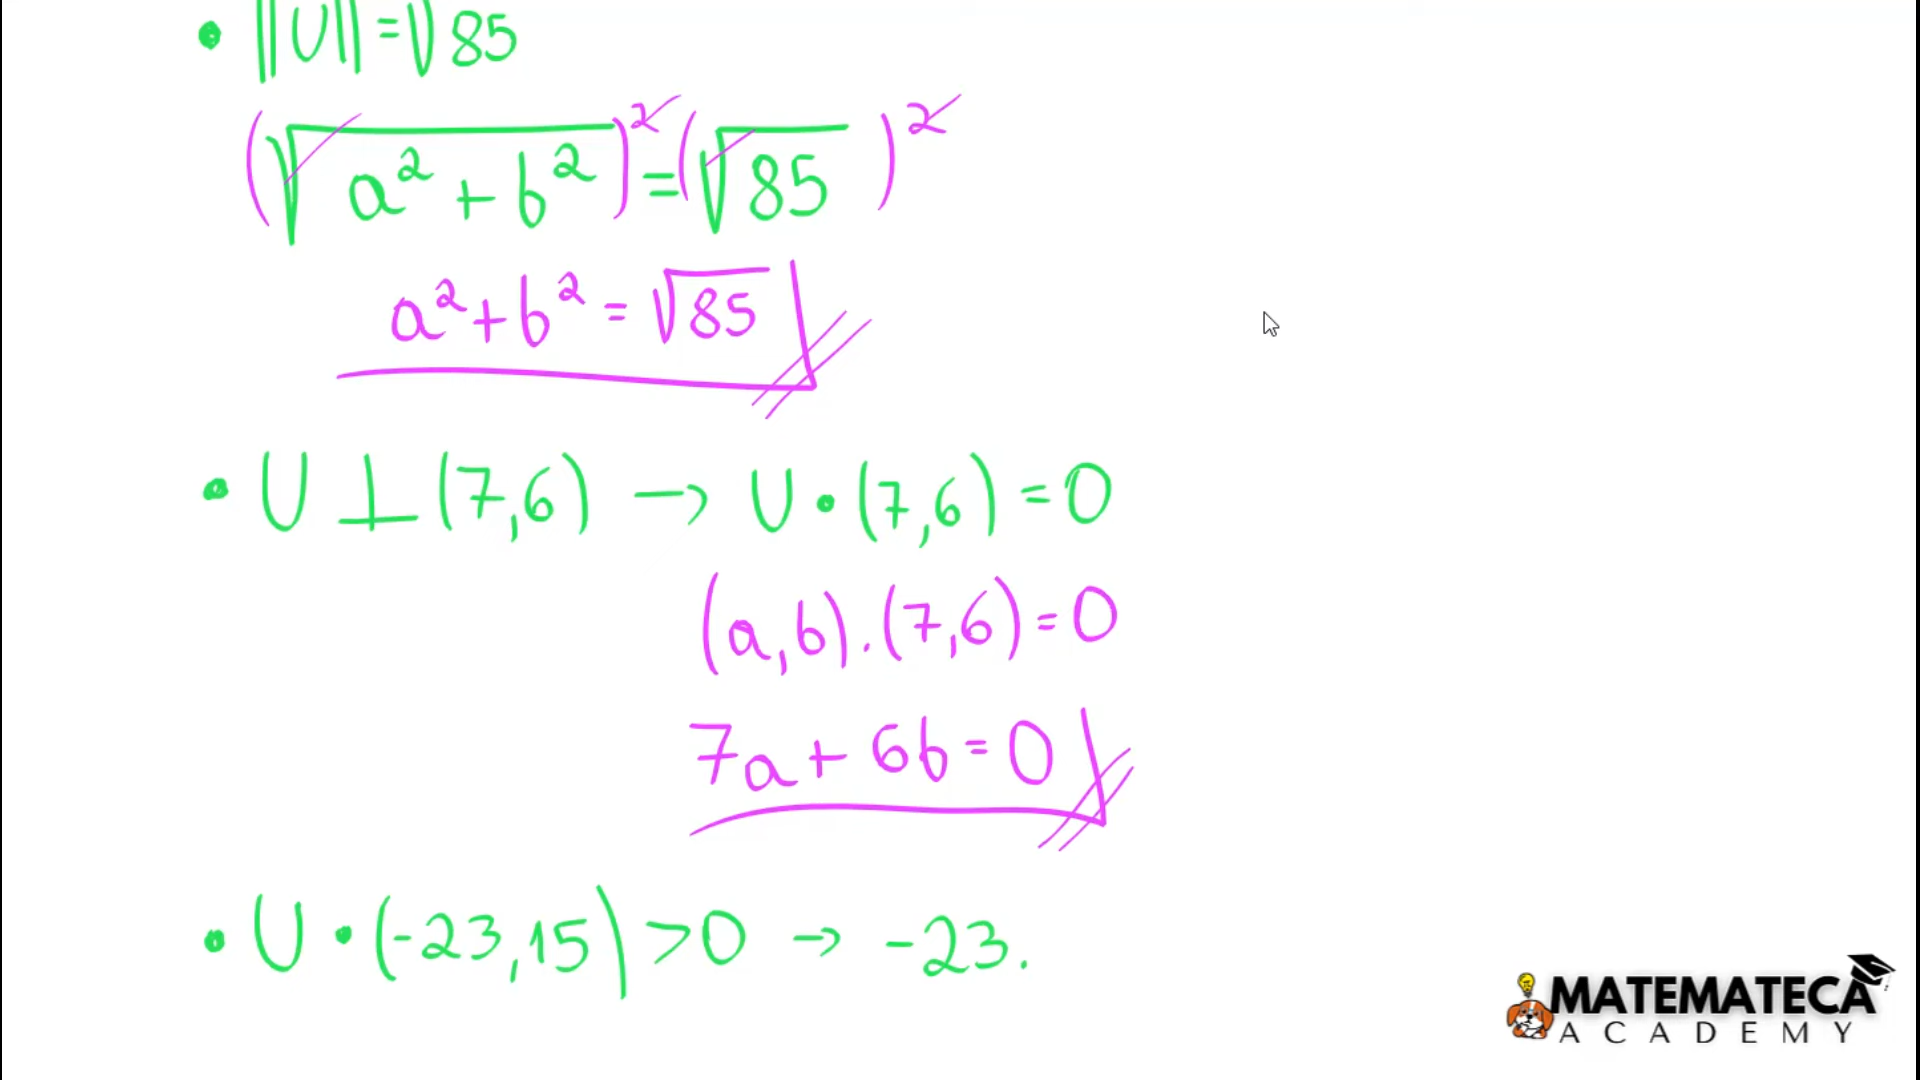 • ||U|| = √85
(√a² + b²)² = (√85)²
a² + b² = √85
• U ⊥ (7,6) → U • (7,6) = 0
(a,b).(7,6) = 0
7a + 6b = 0
• U • (-23,15) > 0 → -23.
MATEMATECA
ACADEMY